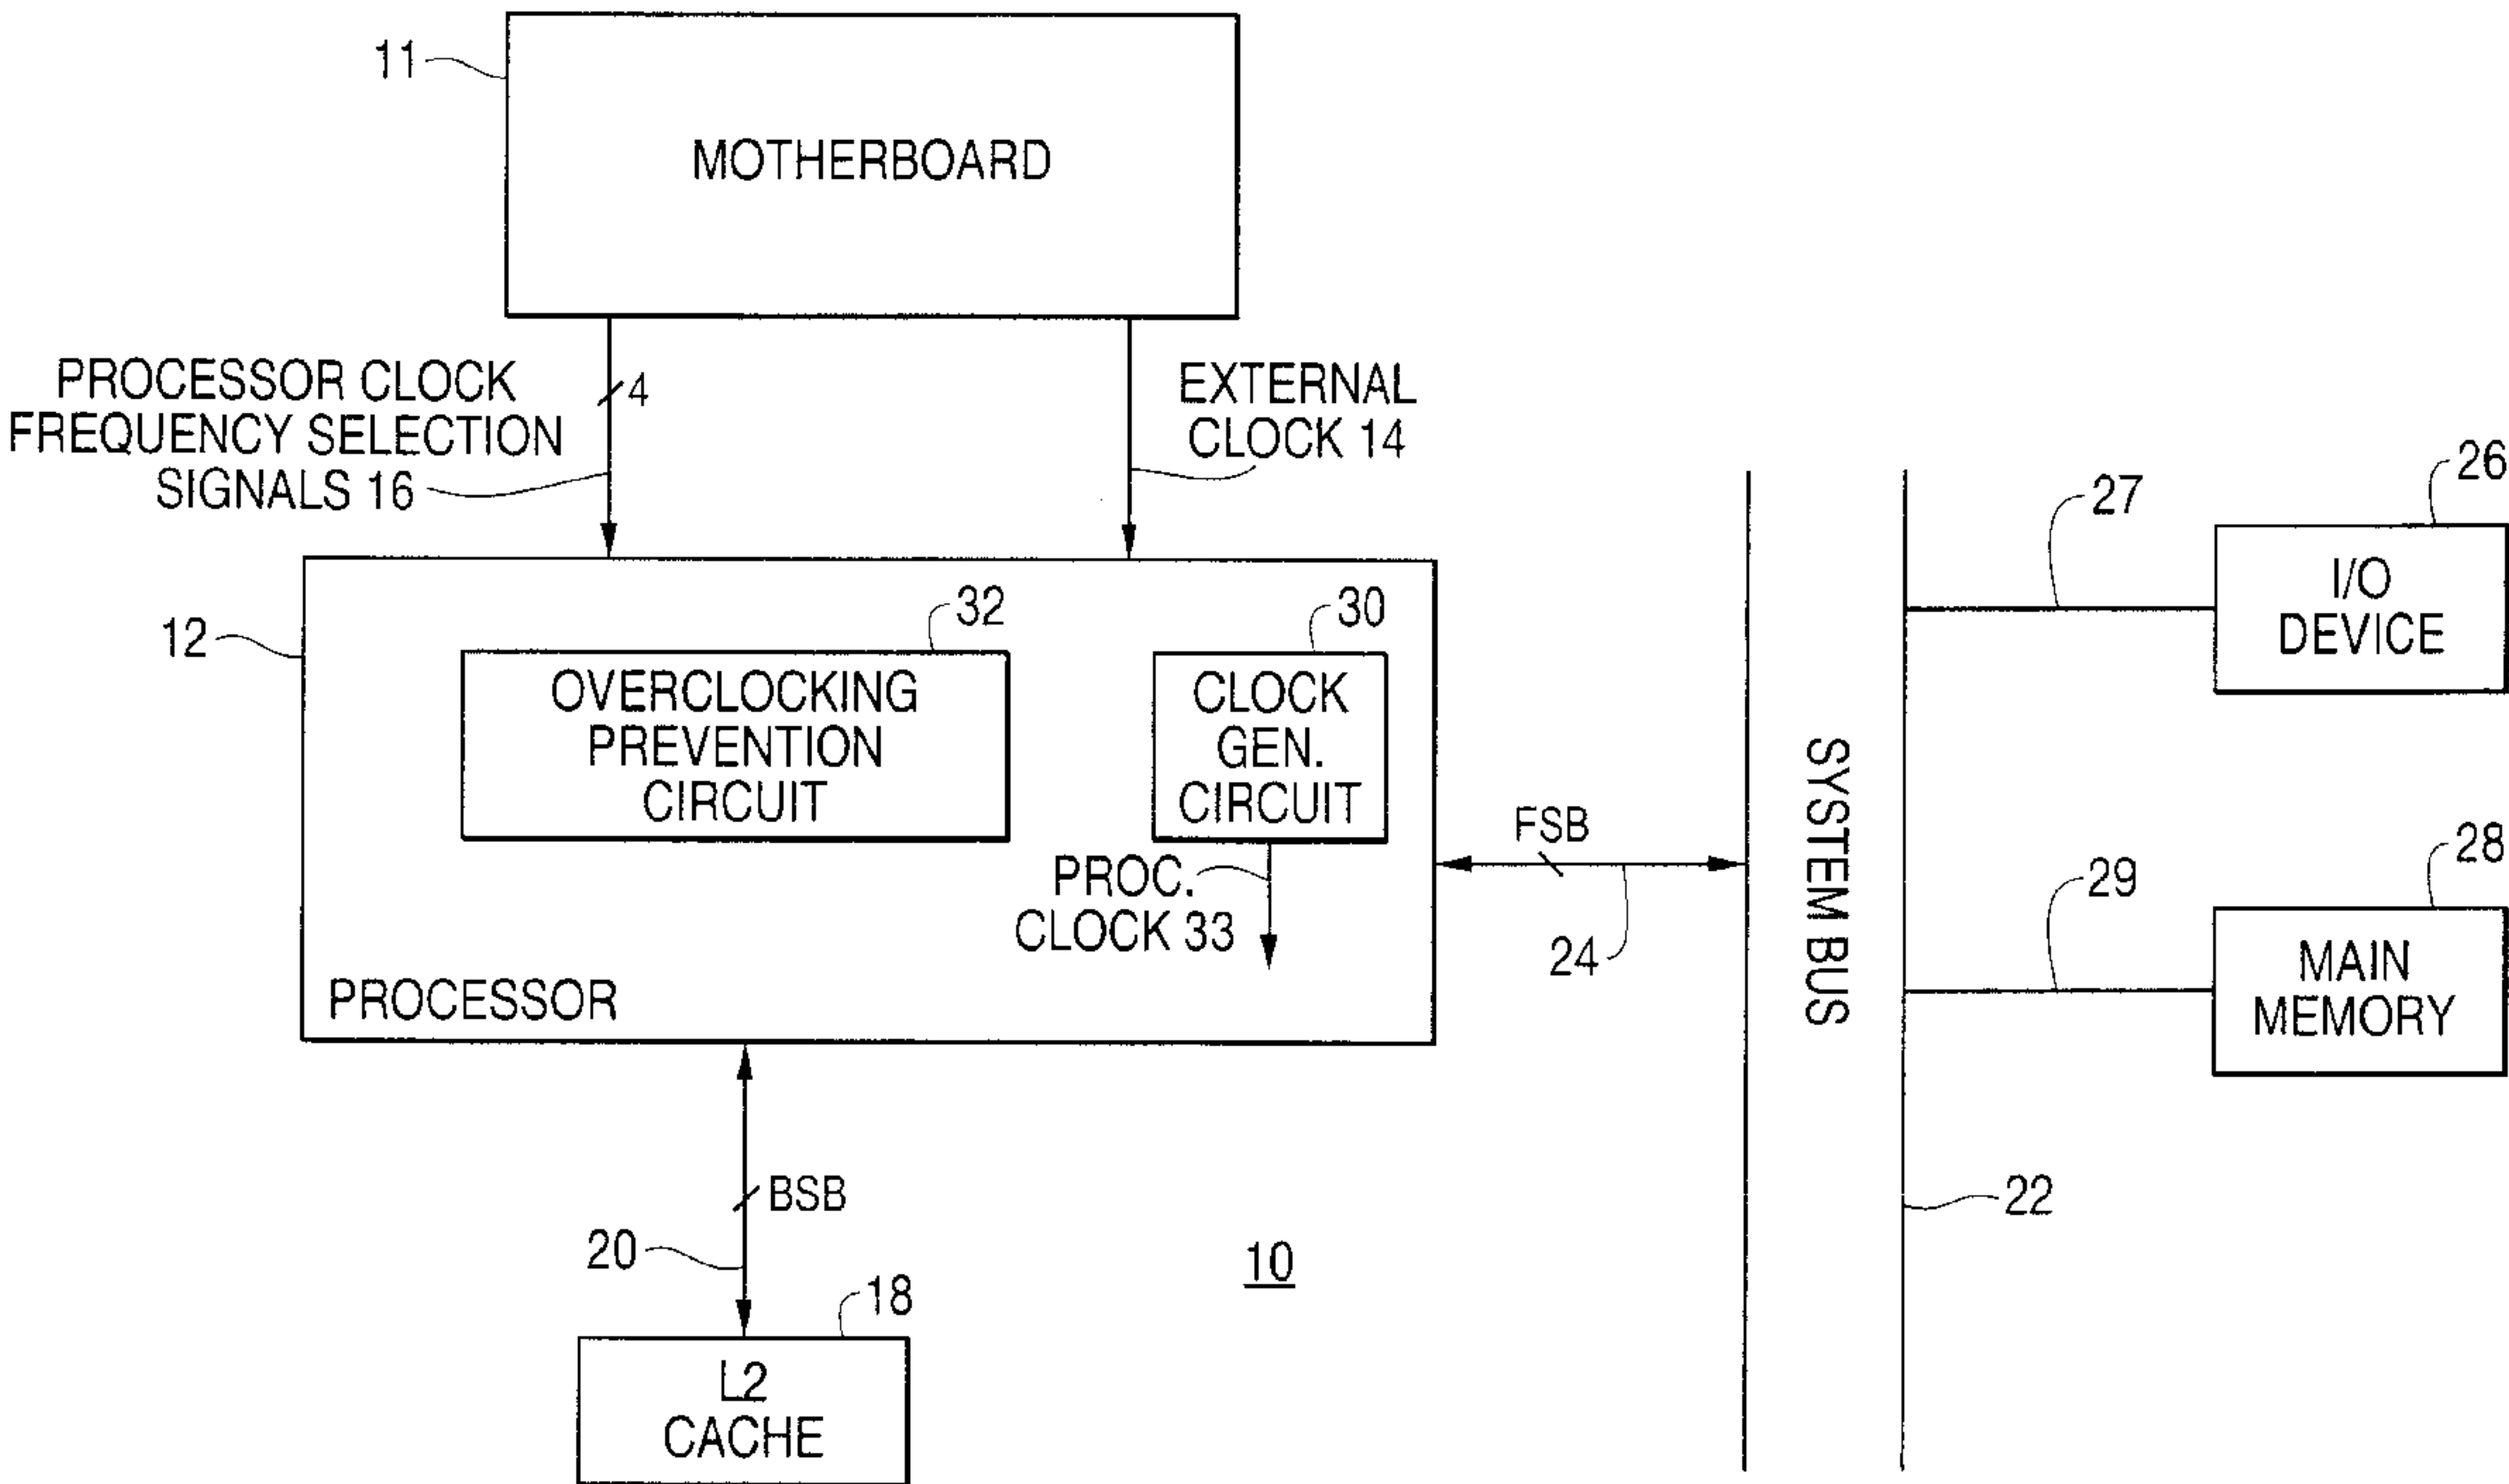 11
MOTHERBOARD
PROCESSOR CLOCK
FREQUENCY SELECTION
SIGNALS 16
4
EXTERNAL
CLOCK 14
12
32
OVERCLOCKING
PREVENTION
CIRCUIT
30
CLOCK
GEN.
CIRCUIT
PROC.
CLOCK 33
PROCESSOR
FSB
24
SYSTEM BUS
27
26
I/O
DEVICE
29
28
MAIN
MEMORY
22
BSB
20
10
18
L2
CACHE